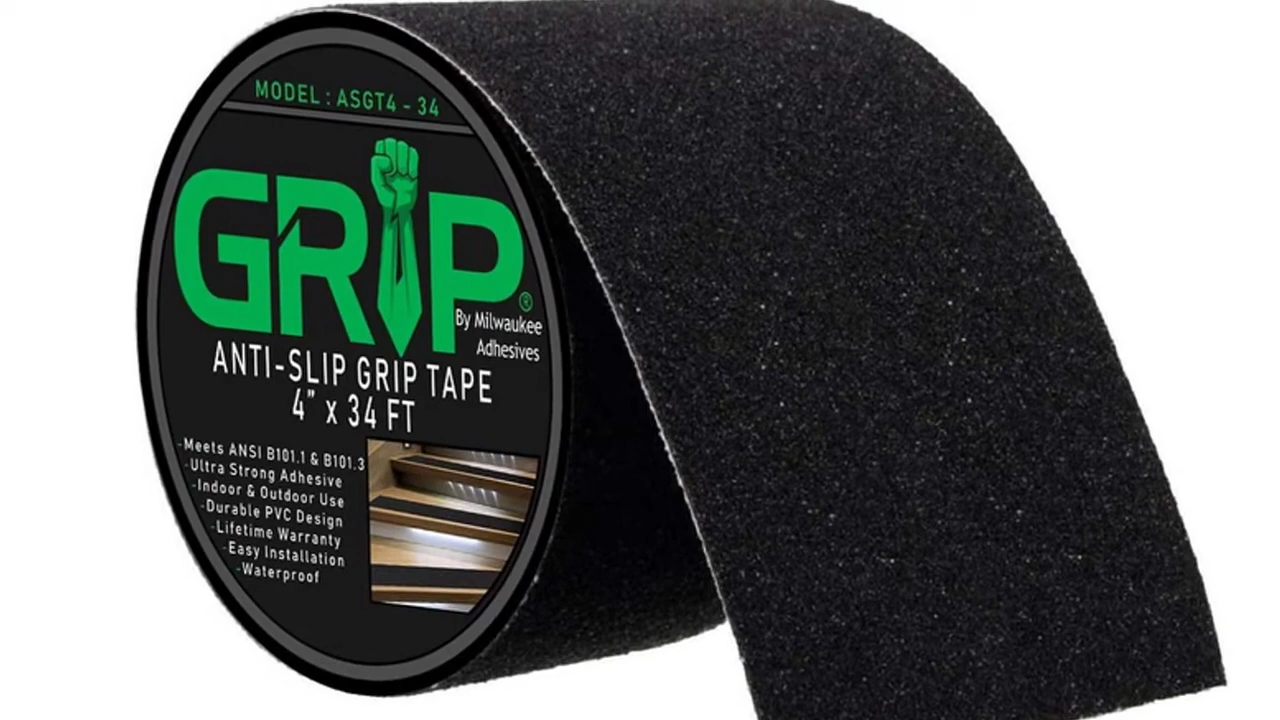 MODEL : ASGT4 - 34
GRIP®
By Milwaukee
Adhesives
ANTI-SLIP GRIP TAPE
4" x 34 FT
-Meets ANSI B101.1 & B101.3
-Ultra Strong Adhesive
-Indoor & Outdoor Use
-Durable PVC Design
-Lifetime Warranty
-Easy Installation
-Waterproof